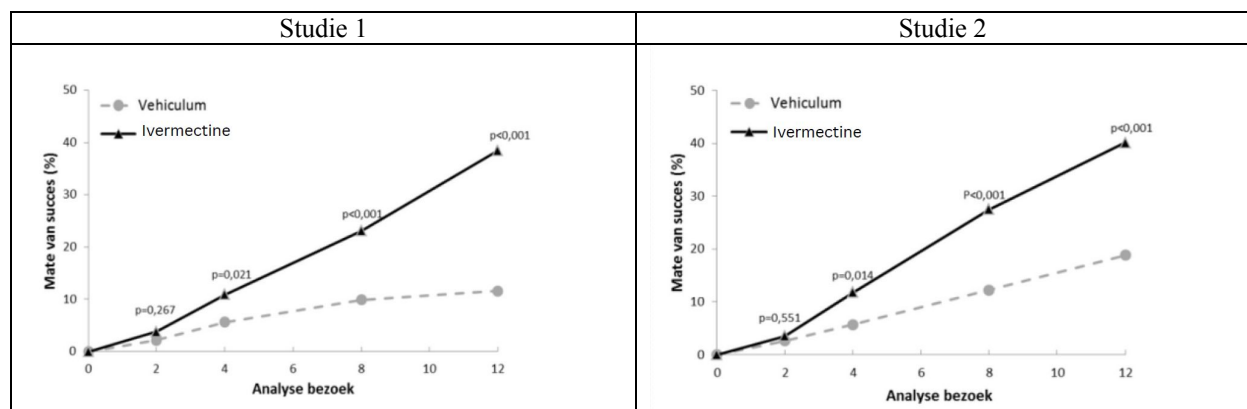 Studie 1
Studie 2
50
40
30
20
10
0
Mate van succes (%)
Vehiculum
Ivermectine
p=0,267
p=0,021
p<0,001
p<0,001
0 2 4 6 8 10 12
Analyse bezoek
50
40
30
20
10
0
Mate van succes (%)
Vehiculum
Ivermectine
p=0,551
p=0,014
P<0,001
p<0,001
0 2 4 6 8 10 12
Analyse bezoek